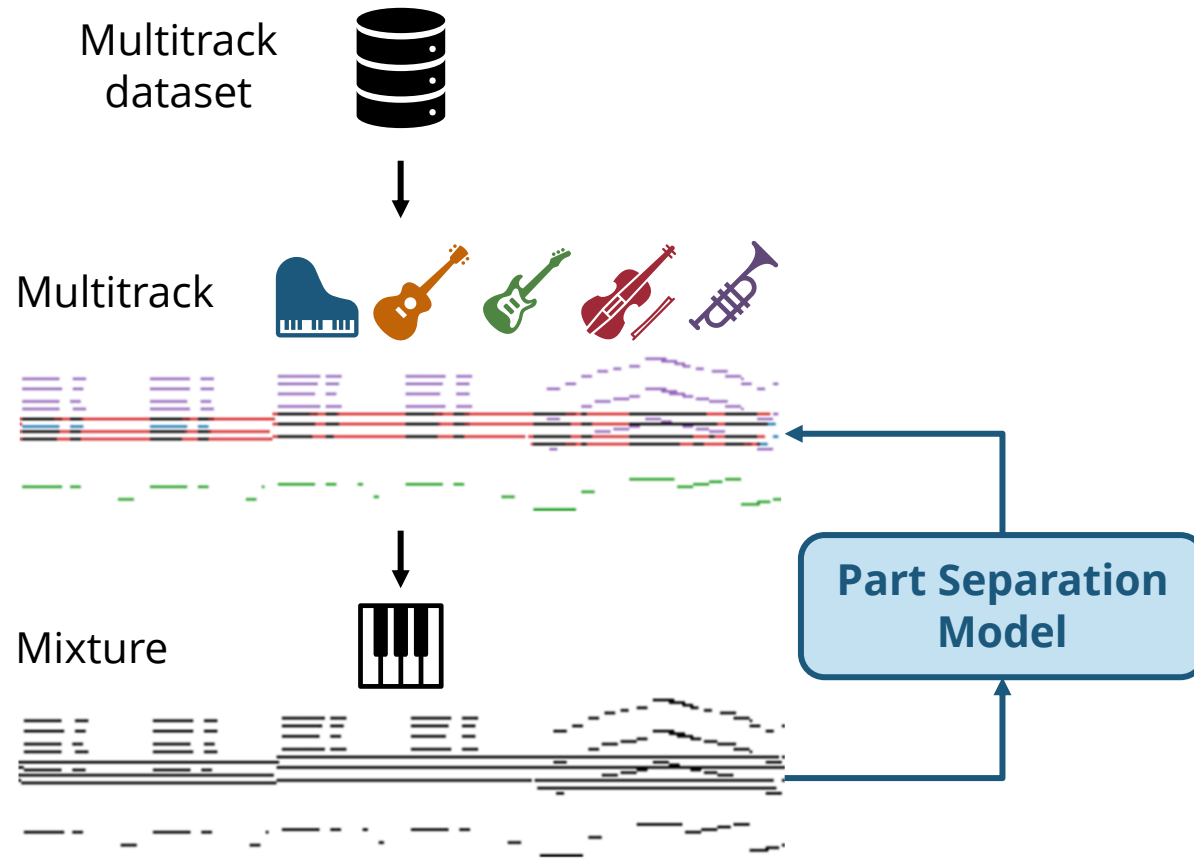 Multitrack
dataset
Multitrack
Part Separation
Model
Mixture